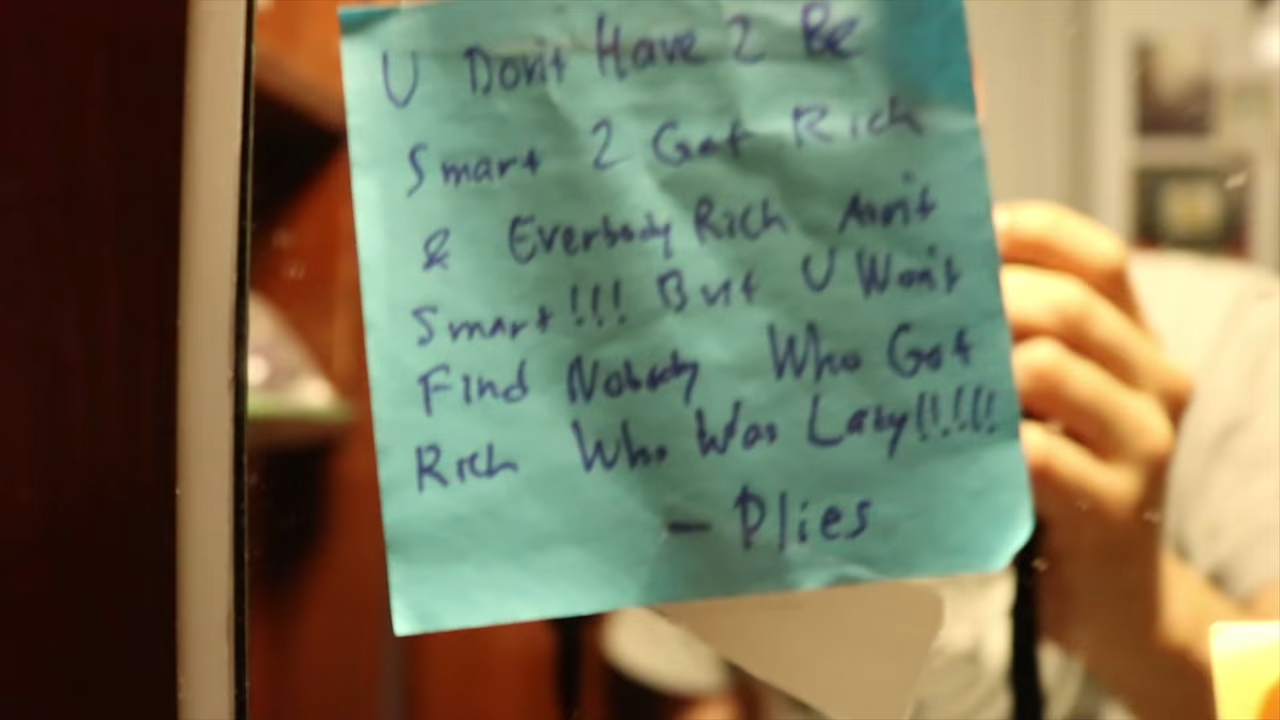 U Don't Have 2 Be
Smart 2 Get Rich
& Everbody Rich Ain't
Smart!!! But U Won't
Find Nobody Who Got
Rich Who Was Lazy!!!!!
- Plies